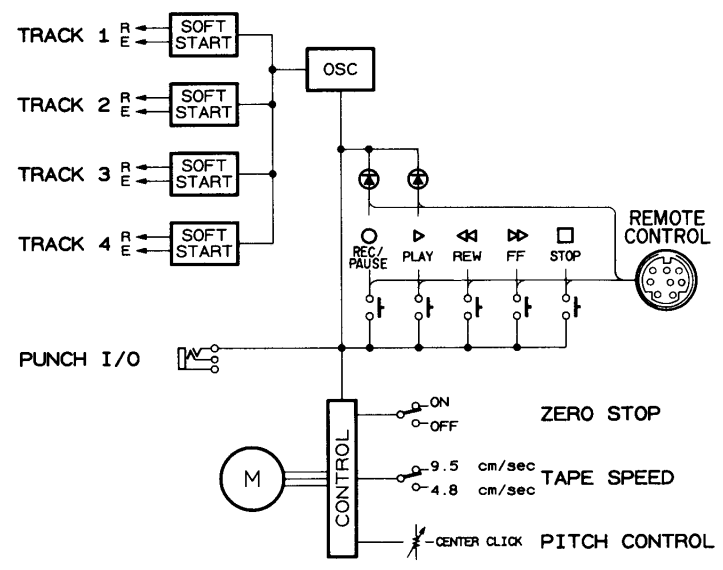 TRACK 1 R E SOFT START
OSC
TRACK 2 R E SOFT START
TRACK 3 R E SOFT START
TRACK 4 R E SOFT START
REMOTE CONTROL
REC/PAUSE PLAY REW FF STOP
PUNCH I/O
CONTROL
ON
OFF
ZERO STOP
M
9.5 cm/sec
4.8 cm/sec
TAPE SPEED
CENTER CLICK
PITCH CONTROL